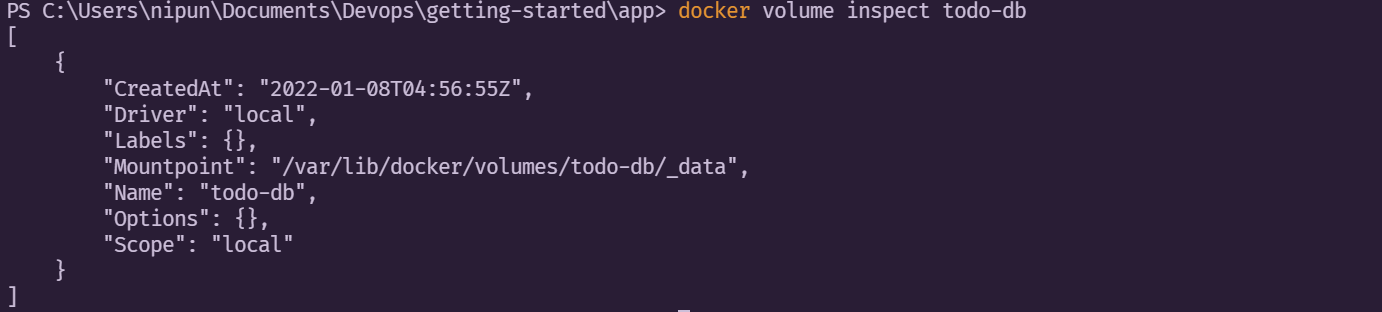 PS C:\Users\nipun\Documents\Devops\getting-started\app> docker volume inspect todo-db
[
    {
        "CreatedAt": "2022-01-08T04:56:55Z",
        "Driver": "local",
        "Labels": {},
        "Mountpoint": "/var/lib/docker/volumes/todo-db/_data",
        "Name": "todo-db",
        "Options": {},
        "Scope": "local"
    }
]